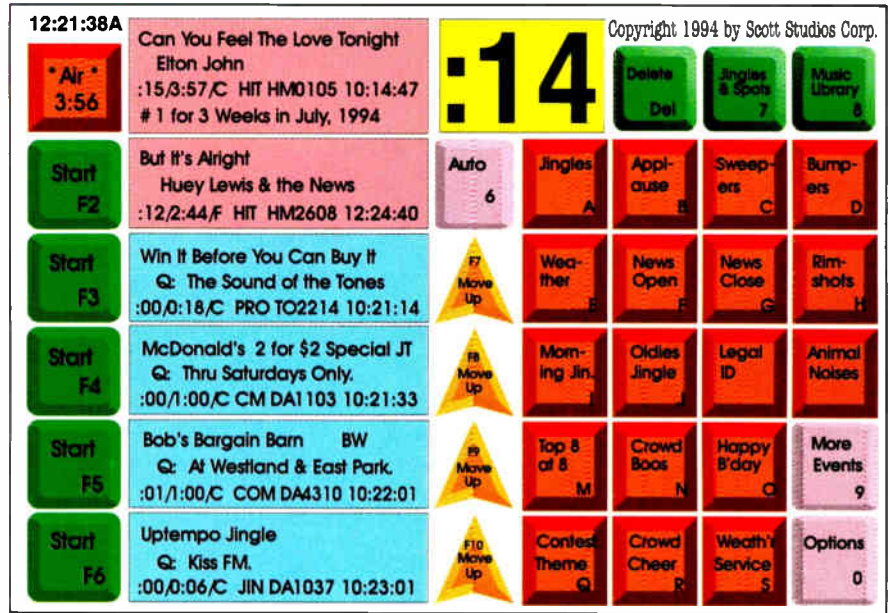 12:21:38A
Copyright 1994 by Scott Studios Corp.
* Air *
3:56
Can You Feel The Love Tonight
Elton John
:15/3:57/C HIT HM0105 10:14:47
# 1 for 3 Weeks in July, 1994
:14
Delete
Del
Jingles
& Spots
7
Music
Library
8
Start
F2
But It's Alright
Huey Lewis & the News
:12/2:44/F HIT HM2608 12:24:40
Auto
6
Jingles
A
Appl-
ause
B
Sweep-
ers
C
Bump-
ers
D
Start
F3
Win It Before You Can Buy It
Q: The Sound of the Tones
:00/0:18/C PRO TO2214 10:21:14
F7
Move
Up
Wea-
ther
E
News
Open
F
News
Close
G
Rim-
shots
H
Start
F4
McDonald's 2 for $2 Special JT
Q: Thru Saturdays Only.
:00/1:00/C CM DA1103 10:21:33
F8
Move
Up
Morn-
ing Jin.
I
Oldies
Jingle
J
Legal
ID
Animal
Noises
Start
F5
Bob's Bargain Barn BW
Q: At Westland & East Park.
:01/1:00/C COM DA4310 10:22:01
F9
Move
Up
Top 8
at 8
M
Crowd
Boos
N
Happy
B'day
O
More
Events
9
Start
F6
Uptempo Jingle
Q: Kiss FM.
:00/0:06/C JIN DA1037 10:23:01
F10
Move
Up
Contest
Theme
Q
Crowd
Cheer
R
Weath'r
Service
S
Options
0